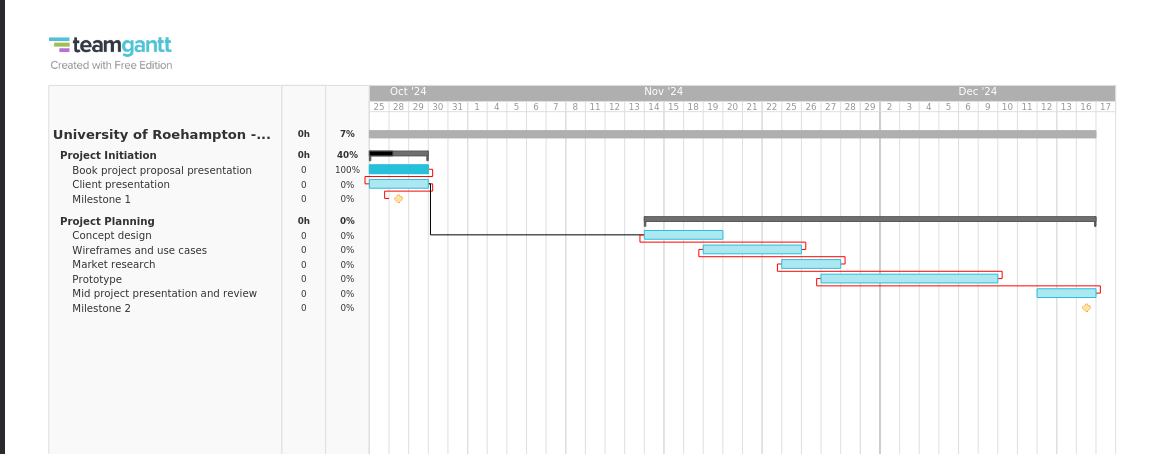 teamgantt
Created with Free Edition
Oct '24 Nov '24 Dec '24
25 28 29 30 31 1 4 5 6 7 8 11 12 13 14 15 18 19 20 21 22 25 26 27 28 29 2 3 4 5 6 9 10 11 12 13 16 17
University of Roehampton -... 0h 7%
Project Initiation 0h 40%
Book project proposal presentation 0 100%
Client presentation 0 0%
Milestone 1 0 0%
Project Planning 0h 0%
Concept design 0 0%
Wireframes and use cases 0 0%
Market research 0 0%
Prototype 0 0%
Mid project presentation and review 0 0%
Milestone 2 0 0%